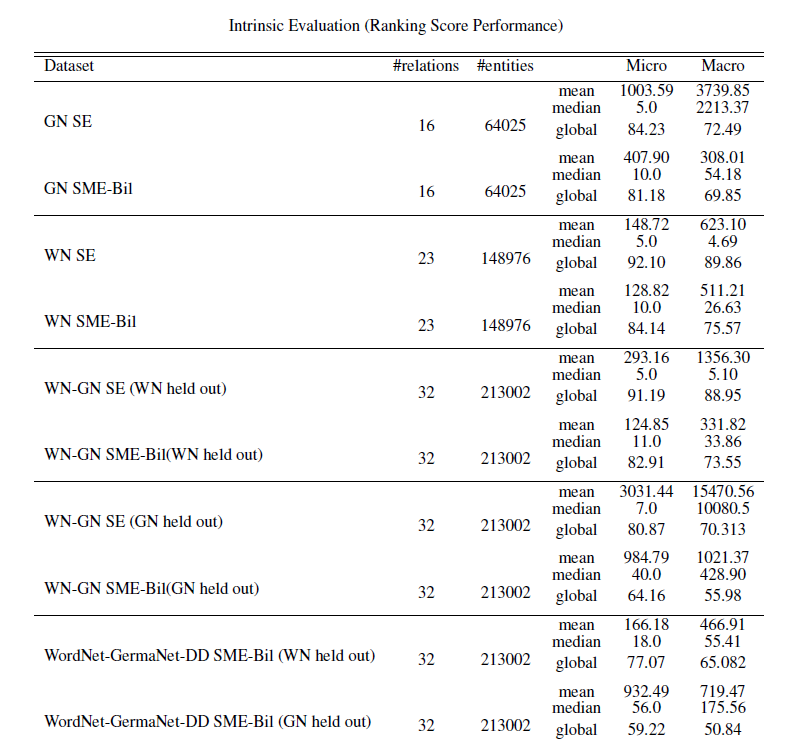 Intrinsic Evaluation (Ranking Score Performance)
Dataset #relations #entities Micro Macro
mean 1003.59 3739.85
median 5.0 2213.37
GN SE 16 64025 global 84.23 72.49
mean 407.90 308.01
median 10.0 54.18
GN SME-Bil 16 64025 global 81.18 69.85
mean 148.72 623.10
median 5.0 4.69
WN SE 23 148976 global 92.10 89.86
mean 128.82 511.21
median 10.0 26.63
WN SME-Bil 23 148976 global 84.14 75.57
mean 293.16 1356.30
median 5.0 5.10
WN-GN SE (WN held out) 32 213002 global 91.19 88.95
mean 124.85 331.82
median 11.0 33.86
WN-GN SME-Bil(WN held out) 32 213002 global 82.91 73.55
mean 3031.44 15470.56
median 7.0 10080.5
WN-GN SE (GN held out) 32 213002 global 80.87 70.313
mean 984.79 1021.37
median 40.0 428.90
WN-GN SME-Bil(GN held out) 32 213002 global 64.16 55.98
mean 166.18 466.91
median 18.0 55.41
WordNet-GermaNet-DD SME-Bil (WN held out) 32 213002 global 77.07 65.082
mean 932.49 719.47
median 56.0 175.56
WordNet-GermaNet-DD SME-Bil (GN held out) 32 213002 global 59.22 50.84